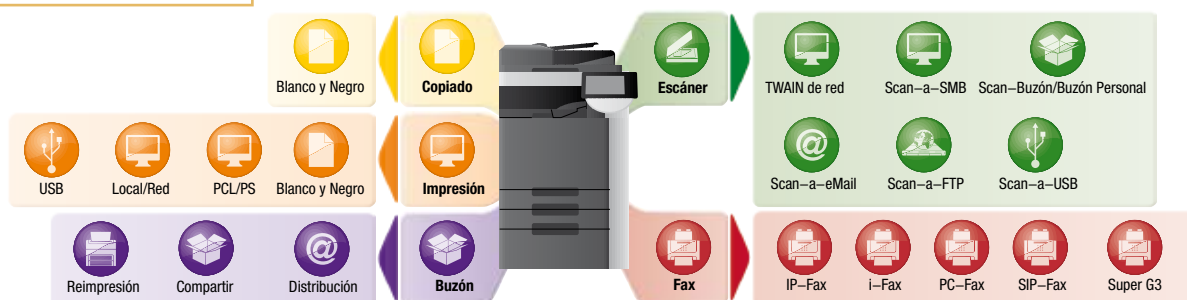 Blanco y Negro
Copiado
Escáner
TWAIN de red
Scan–a–SMB
Scan–Buzón/Buzón Personal
Scan–a–eMail
Scan–a–FTP
Scan–a–USB
USB
Local/Red
PCL/PS
Blanco y Negro
Impresión
Reimpresión
Compartir
Distribución
Buzón
Fax
IP–Fax
i–Fax
PC–Fax
SIP–Fax
Super G3